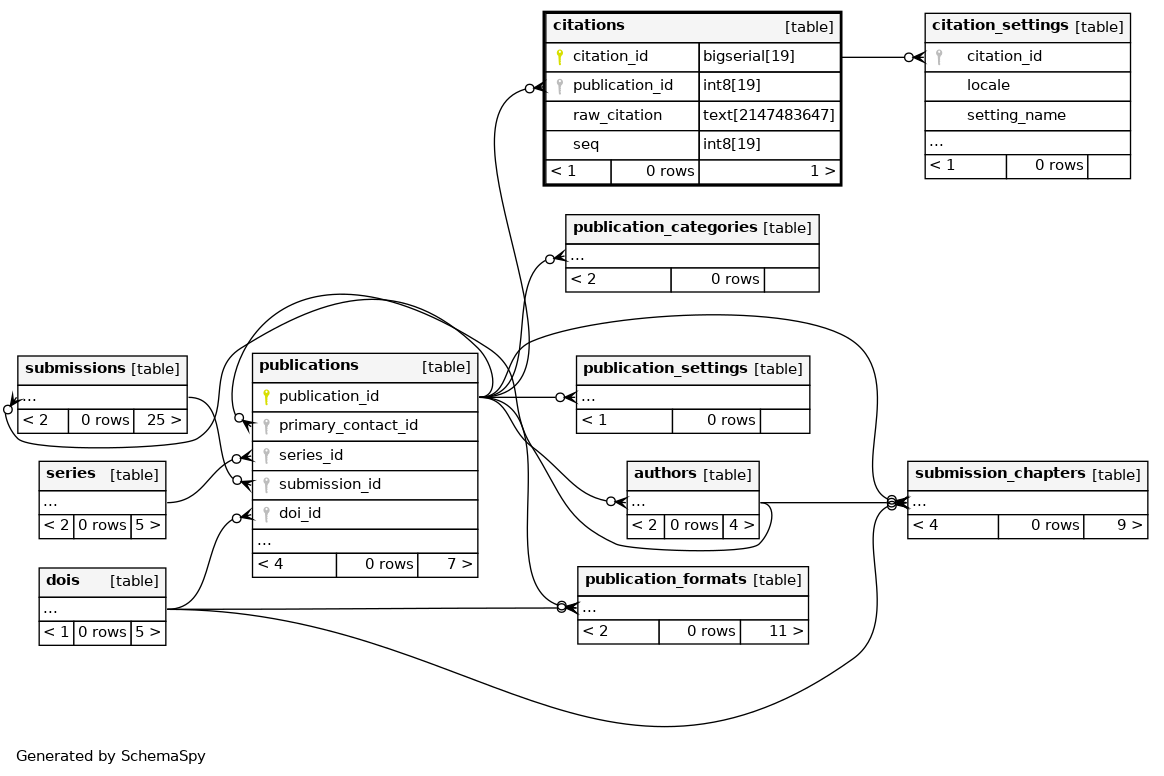 citations [table]
citation_id bigserial[19]
publication_id int8[19]
raw_citation text[2147483647]
seq int8[19]
< 1 0 rows 1 >
citation_settings [table]
citation_id
locale
setting_name
...
< 1 0 rows
publication_categories [table]
...
< 2 0 rows
submissions [table]
...
< 2 0 rows 25 >
publications [table]
publication_id
primary_contact_id
series_id
submission_id
doi_id
...
< 4 0 rows 7 >
publication_settings [table]
...
< 1 0 rows
series [table]
...
< 2 0 rows 5 >
authors [table]
...
< 2 0 rows 4 >
submission_chapters [table]
...
< 4 0 rows 9 >
dois [table]
...
< 1 0 rows 5 >
publication_formats [table]
...
< 2 0 rows 11 >
Generated by SchemaSpy